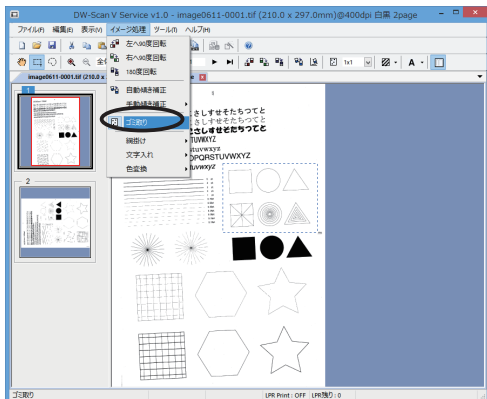 DW-Scan V Service v1.0 - image0611-0001.tif (210.0 x 297.0mm)@400dpi 白黒 2page
ファイル(F) 編集(E) 表示(V) イメージ処理 ツール(T) ヘルプ(H)
左へ90度回転
右へ90度回転
180度回転
自動傾き補正
手動傾き補正
ゴミ取り
網掛け
文字入れ
色変換
1x1
A
image0611-0001.tif (210.0 x
1
2
さしすせそたちつてと
こさしすせそたちつてと
TUVWXYZ
stuvwxyz
OPQRSTUVWXYZ
tuvwxyz
ゴミ取り
LPR Print : OFF
LPR残り : 0